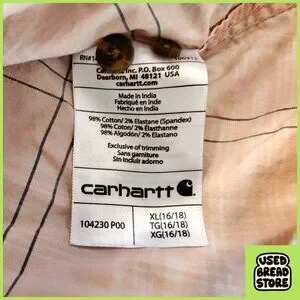 Carhartt Inc. P.O. Box 600
Dearborn, MI 48121 USA
Made in India
Fabriqué en Inde
Hecho en India
98% Cotton/ 2% Elastane (Spandex)
98% Coton/ 2% Élasthanne
98% Algodón/ 2% Elastano
Exclusive of trimming
Sans garniture
Sin Incluir adorno
carhartt
104230 P00
XL(16/18)
TG(16/18)
XG(16/18)
USED
BREAD
STORE